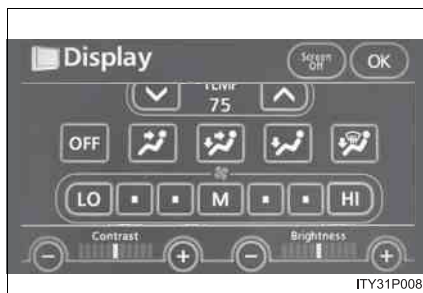 Display
Screen Off
OK
TEMP
75
OFF
LO M HI
Contrast Brightness
ITY31P008